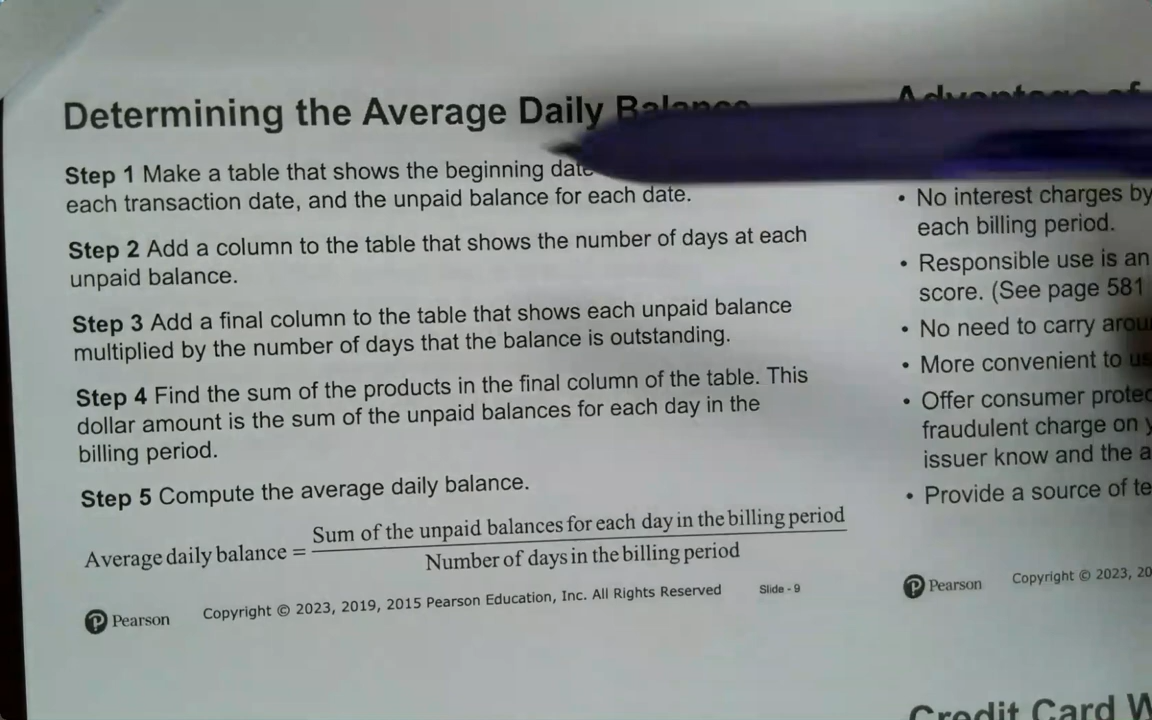 Determining the Average Daily Balance
Step 1 Make a table that shows the beginning date
each transaction date, and the unpaid balance for each date.
Step 2 Add a column to the table that shows the number of days at each
unpaid balance.
Step 3 Add a final column to the table that shows each unpaid balance
multiplied by the number of days that the balance is outstanding.
Step 4 Find the sum of the products in the final column of the table. This
dollar amount is the sum of the unpaid balances for each day in the
billing period.
Step 5 Compute the average daily balance.
Average daily balance = Sum of the unpaid balances for each day in the billing period
Number of days in the billing period
Pearson Copyright © 2023, 2019, 2015 Pearson Education, Inc. All Rights Reserved Slide - 9
Advantage of
• No interest charges by
each billing period.
• Responsible use is an
score. (See page 581
• No need to carry
• More convenient to
• Offer consumer
fraudulent charge on
issuer know and the a
• Provide a source of te
Pearson Copyright © 2023, 20
Credit Card W